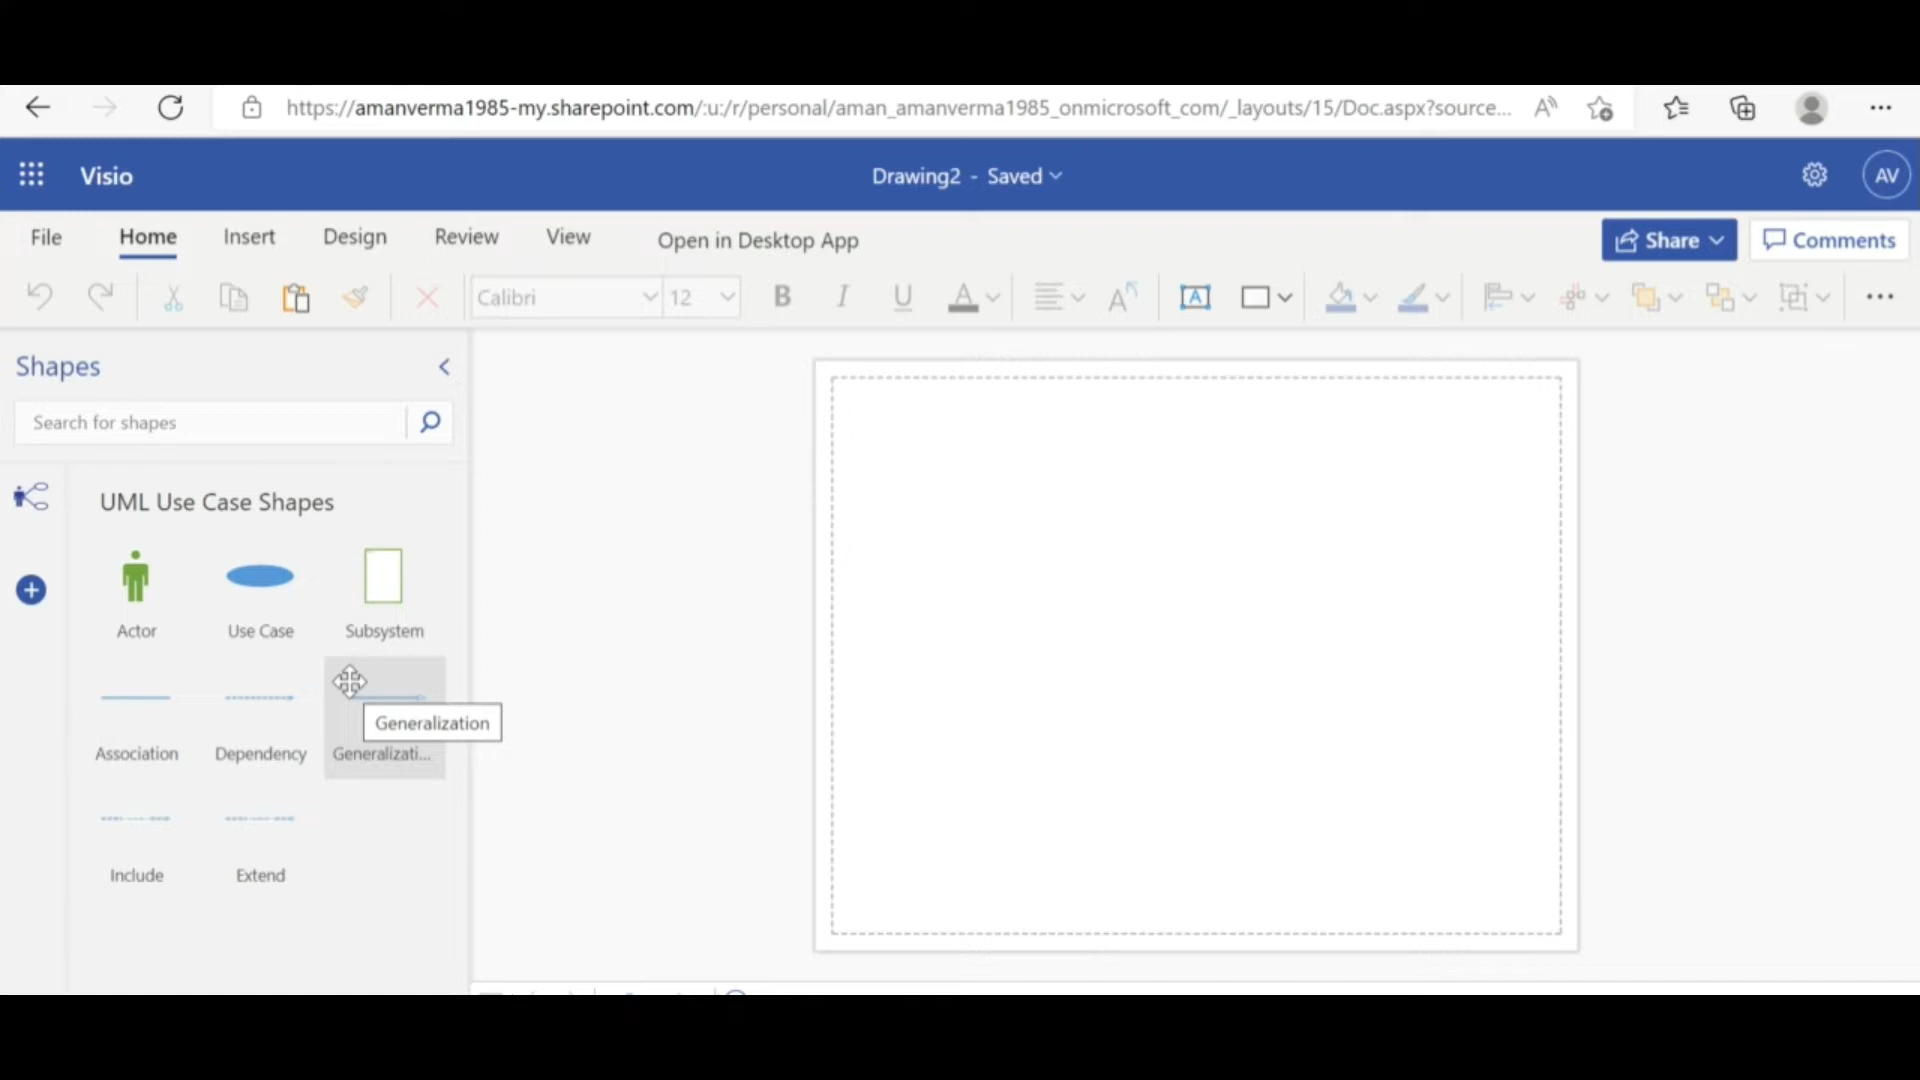 https://amanverma1985-my.sharepoint.com/:u:/r/personal/aman_amanverma1985_onmicrosoft_com/_layouts/15/Doc.aspx?source...
Visio
Drawing2 - Saved
AV
File Home Insert Design Review View Open in Desktop App
Share
Comments
Calibri 12
B I U A
Shapes
Search for shapes
UML Use Case Shapes
Actor Use Case Subsystem
Generalization
Association Dependency Generalizati...
Include Extend